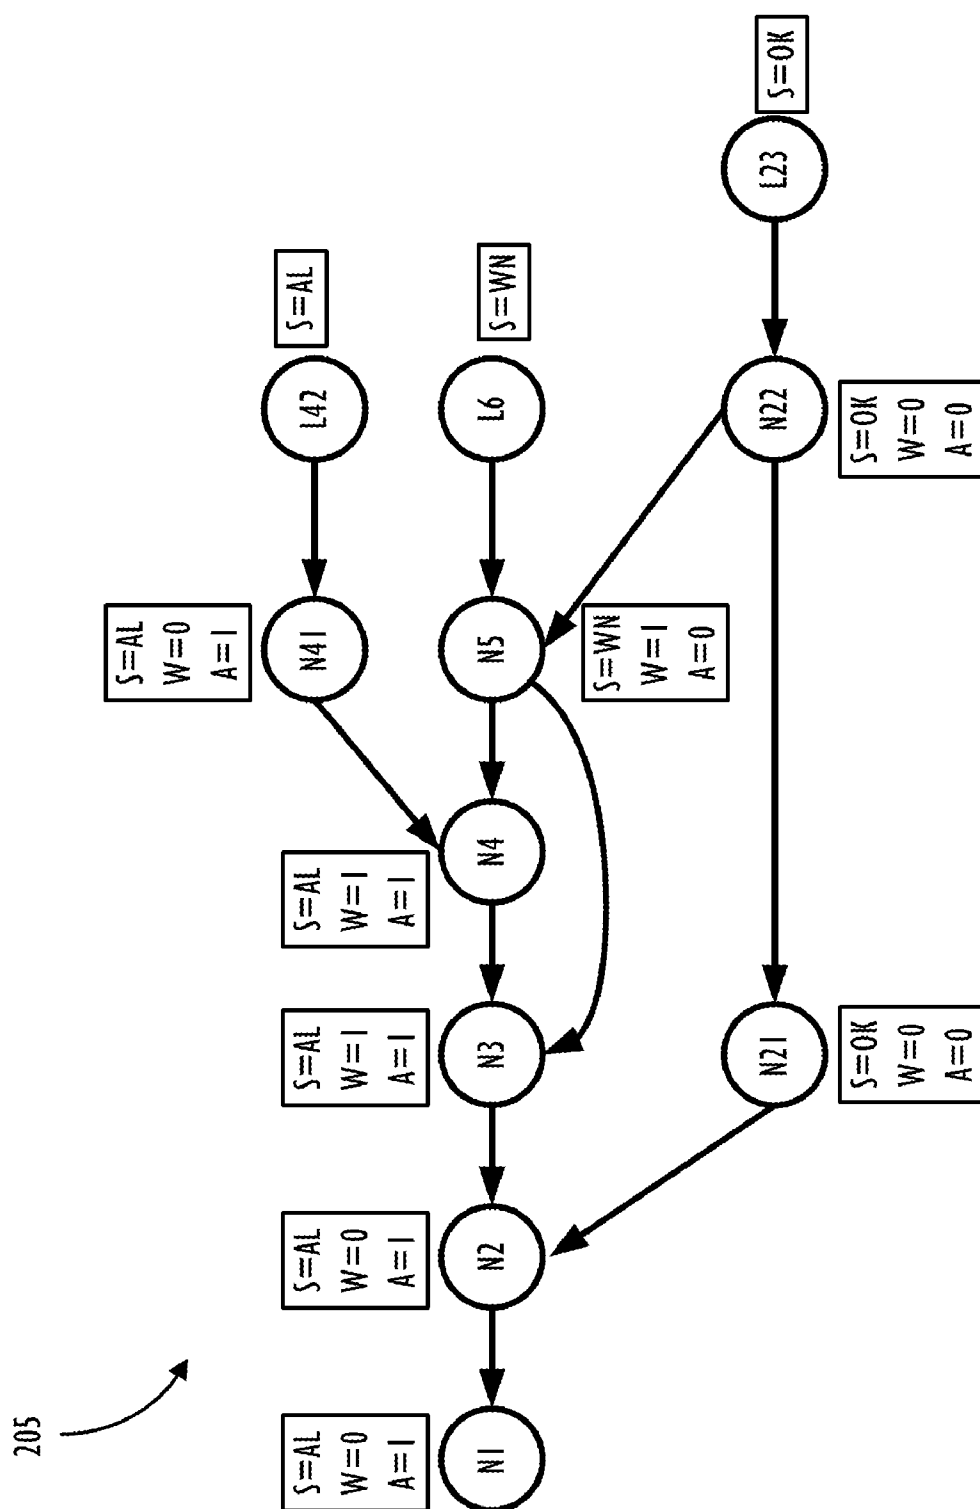 205
S=AL
W=0
A=1
N41
L42
S=AL
S=AL
W=0
A=1
N1
S=AL
W=0
A=1
N2
S=AL
W=1
A=1
N3
S=AL
W=1
A=1
N4
N5
S=WN
W=1
A=0
L6
S=WN
N21
S=OK
W=0
A=0
N22
S=OK
W=0
A=0
L23
S=OK